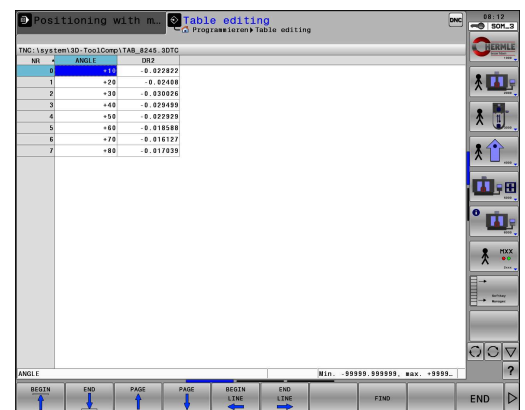 Positioning with m…
Table editing
Programmieren ▸ Table editing
DNC
08:12
SOM_3
TNC:\system\3D-ToolComp\TAB_8245.3DTC
NR ANGLE DR2
0 +10 -0.022822
1 +20 -0.02408
2 +30 -0.030026
3 +40 -0.029499
4 +50 -0.022929
5 +60 -0.018588
6 +70 -0.016127
7 +80 -0.017039
HERMLE
MXX
Softkey
Manager
ANGLE
Min. -99999.999999, max. +9999…
?
BEGIN END PAGE PAGE BEGIN LINE END LINE FIND END